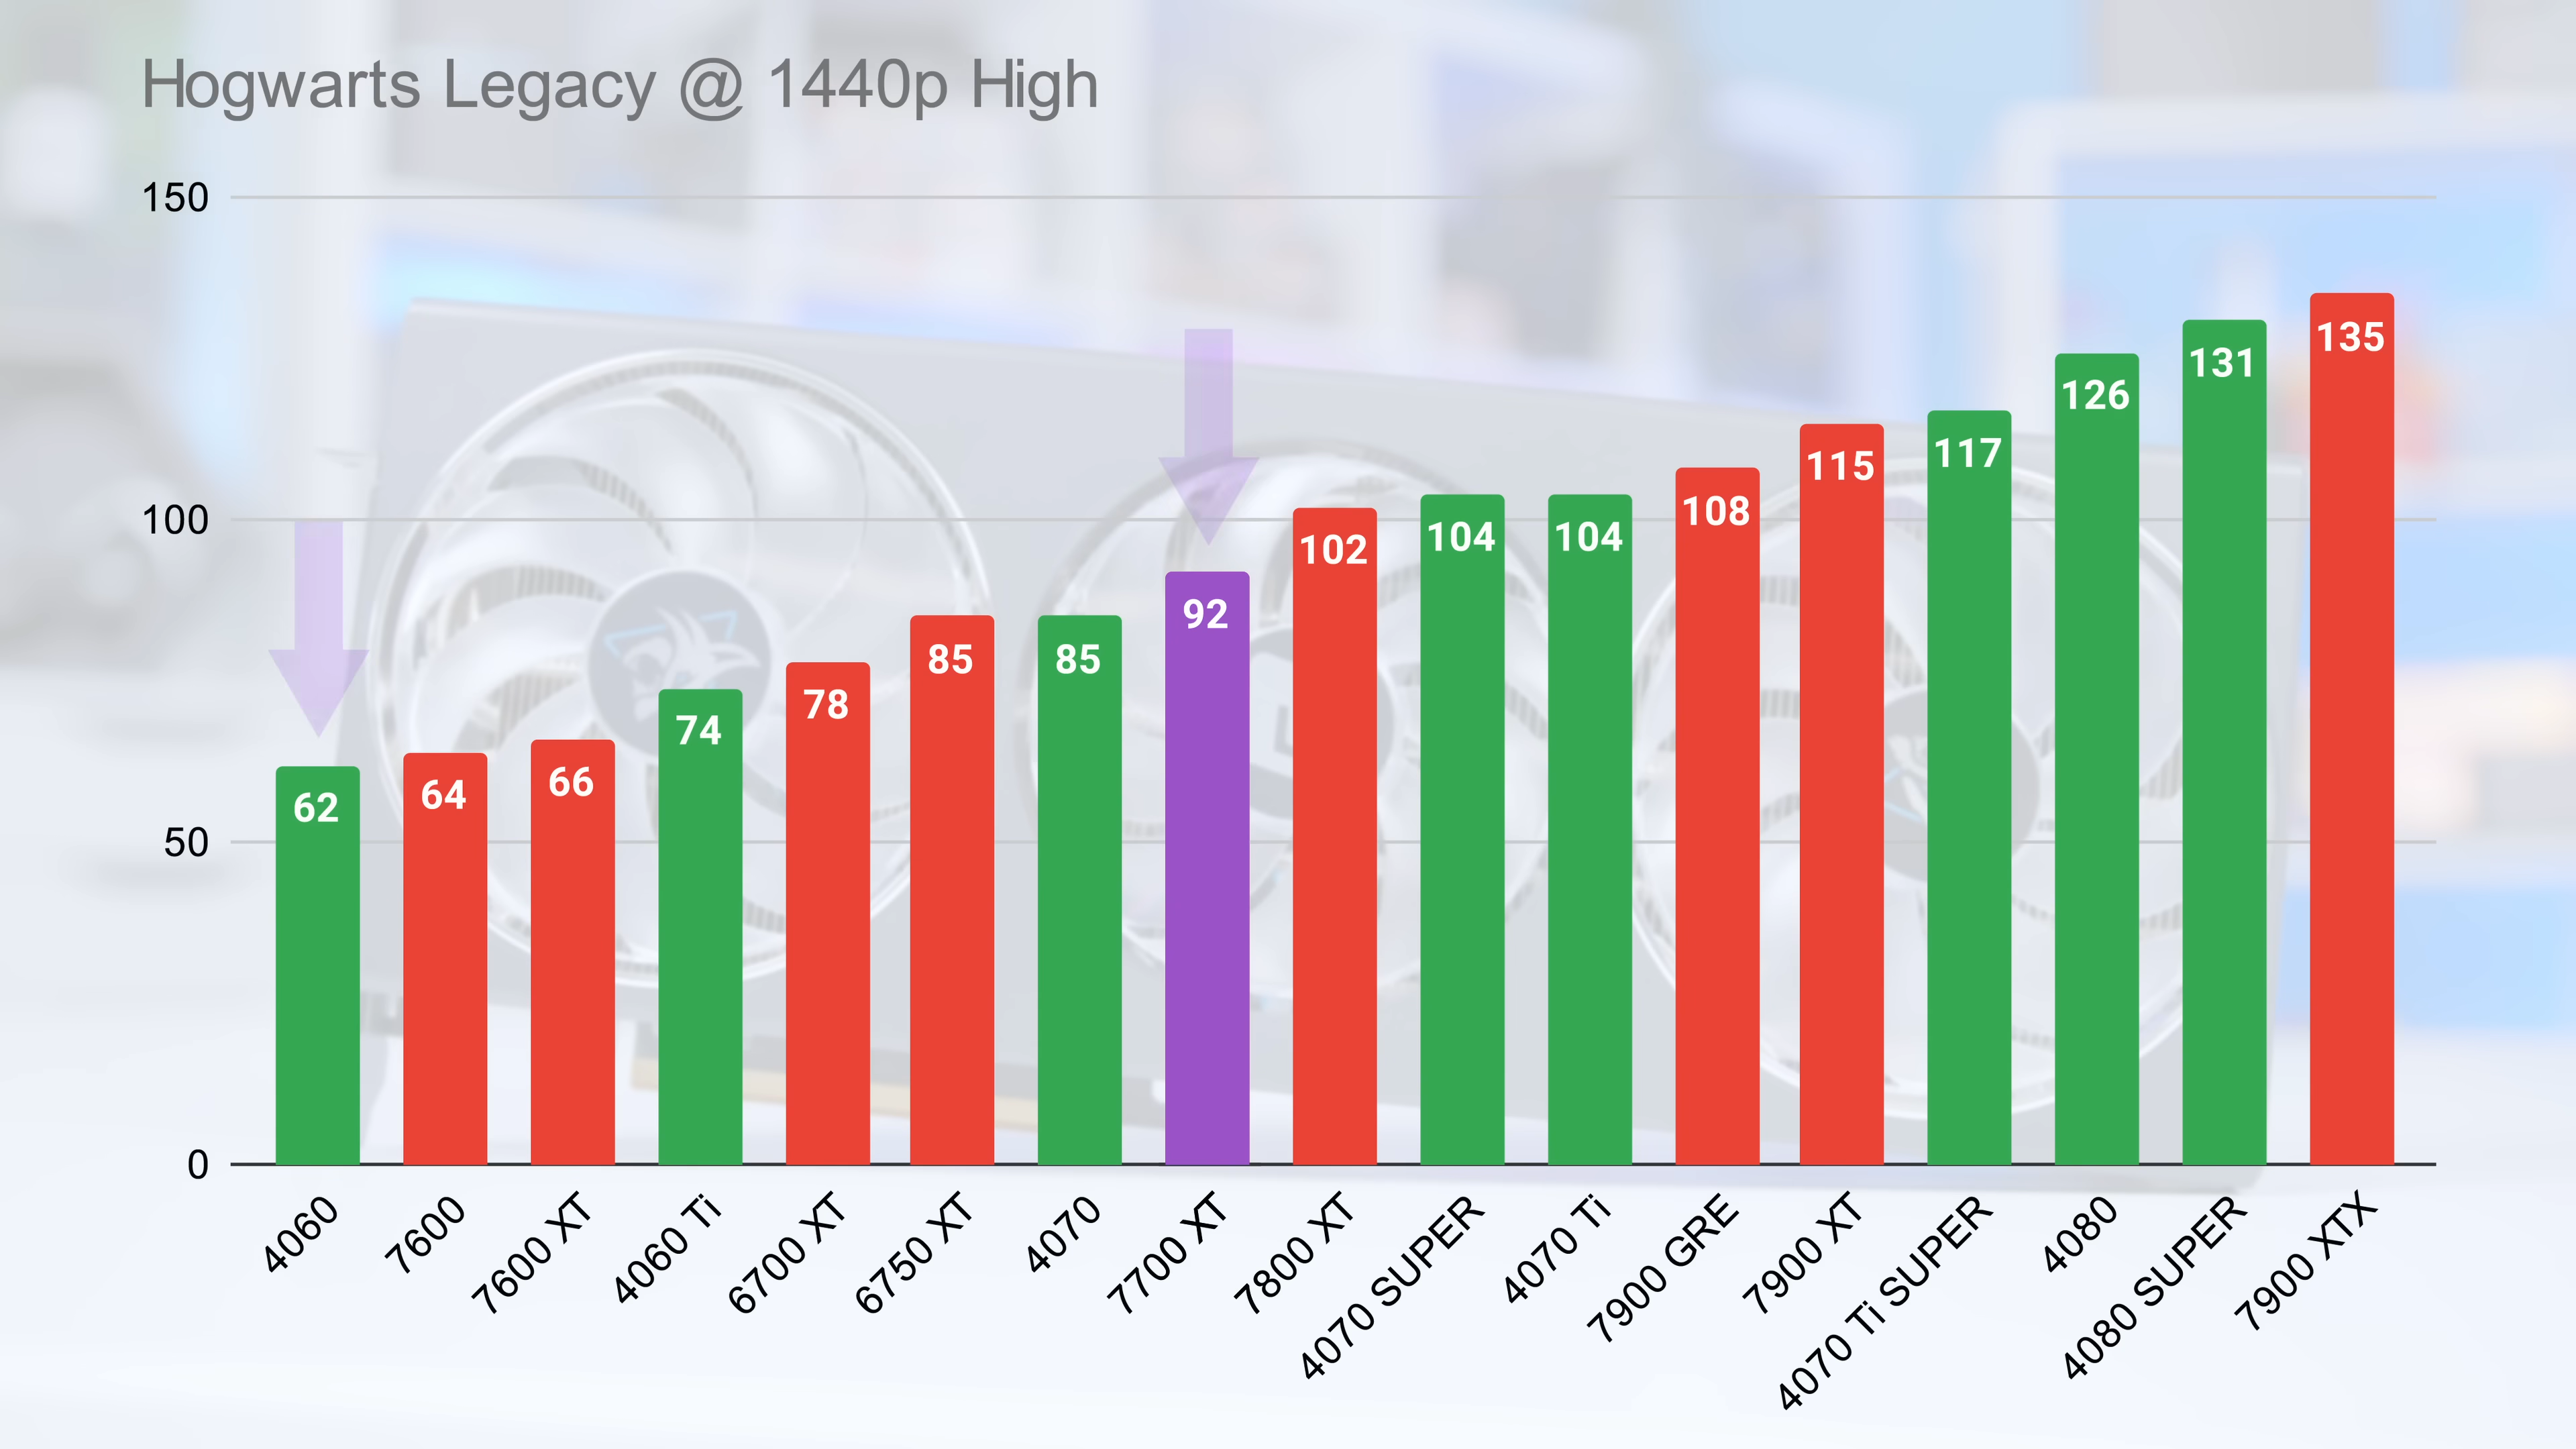 Hogwarts Legacy @ 1440p High
150
100
50
0
62
64
66
74
78
85
85
92
102
104
104
108
115
117
126
131
135
4060
7600
7600 XT
4060 Ti
6700 XT
6750 XT
4070
7700 XT
7800 XT
4070 SUPER
4070 Ti
7900 GRE
7900 XT
4070 Ti SUPER
4080
4080 SUPER
7900 XTX